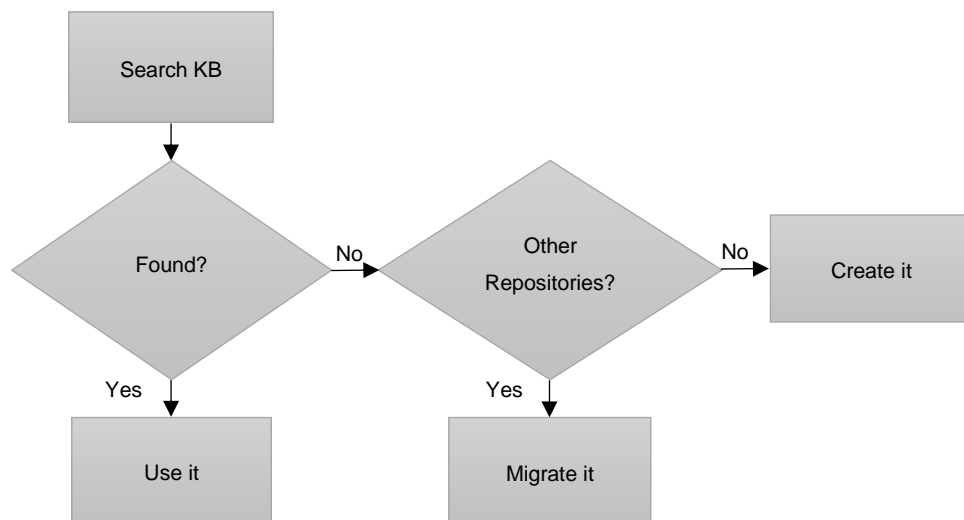 Search KB
Found?
No
Other
Repositories?
No
Create it
Yes
Yes
Use it
Migrate it